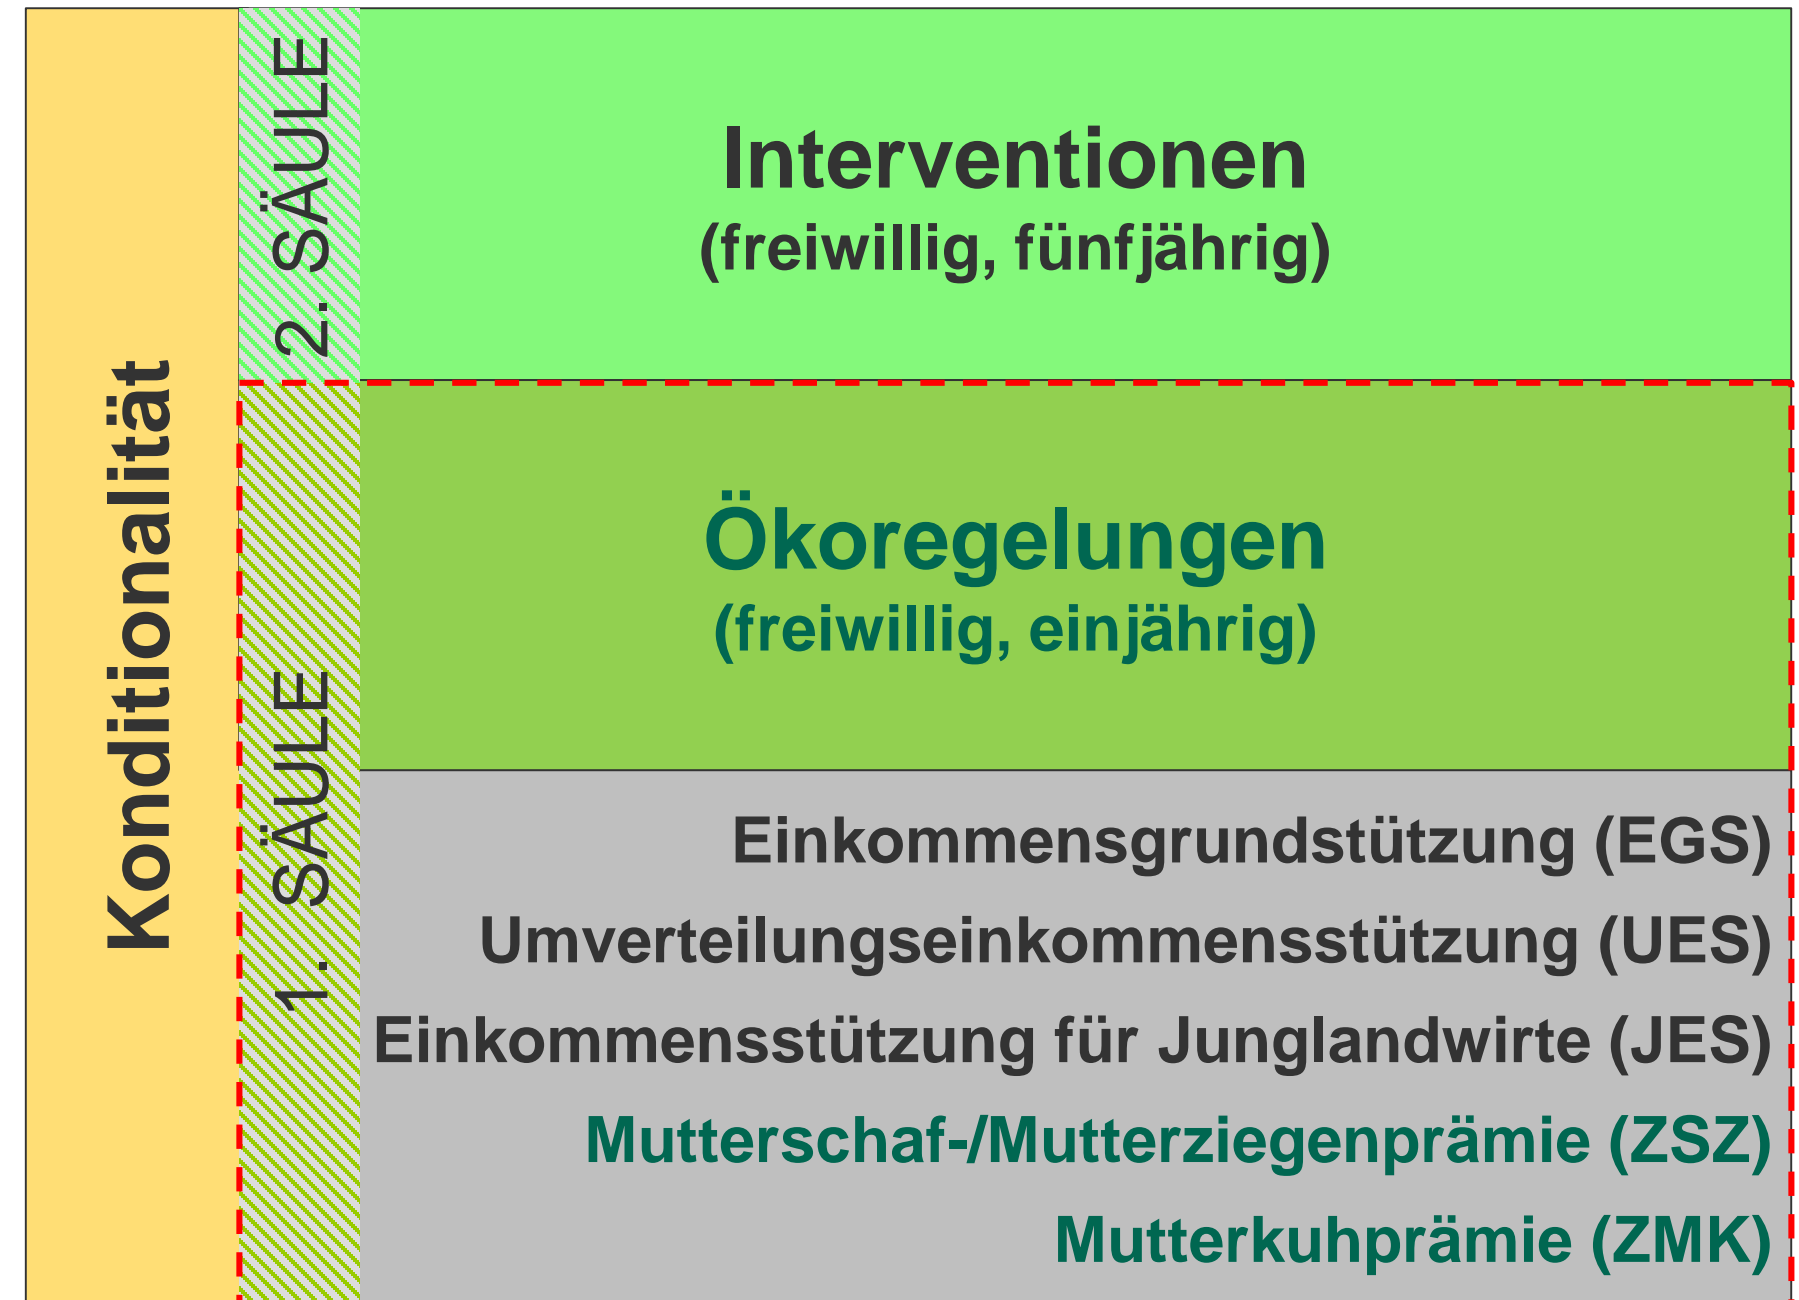 Konditionalität
2. SÄULE
Interventionen
(freiwillig, fünfjährig)
1. SÄULE
Ökoregelungen
(freiwillig, einjährig)
Einkommensgrundstützung (EGS)
Umverteilungseinkommensstützung (UES)
Einkommensstützung für Junglandwirte (JES)
Mutterschaf-/Mutterziegenprämie (ZSZ)
Mutterkuhprämie (ZMK)